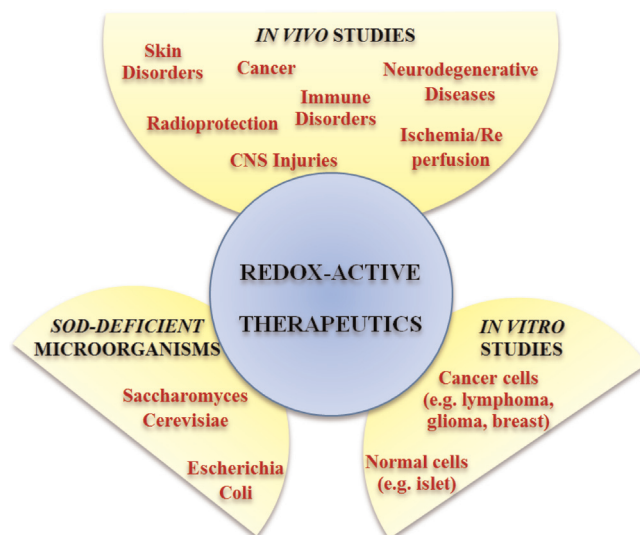 IN VIVO STUDIES
Skin
Disorders
Cancer
Neurodegenerative
Diseases
Immune
Disorders
Radioprotection
Ischemia/Re
perfusion
CNS Injuries
REDOX-ACTIVE
THERAPEUTICS
SOD-DEFICIENT
MICROORGANISMS
Saccharomyces
Cerevisiae
Escherichia
Coli
IN VITRO
STUDIES
Cancer cells
(e.g. lymphoma,
glioma, breast)
Normal cells
(e.g. islet)